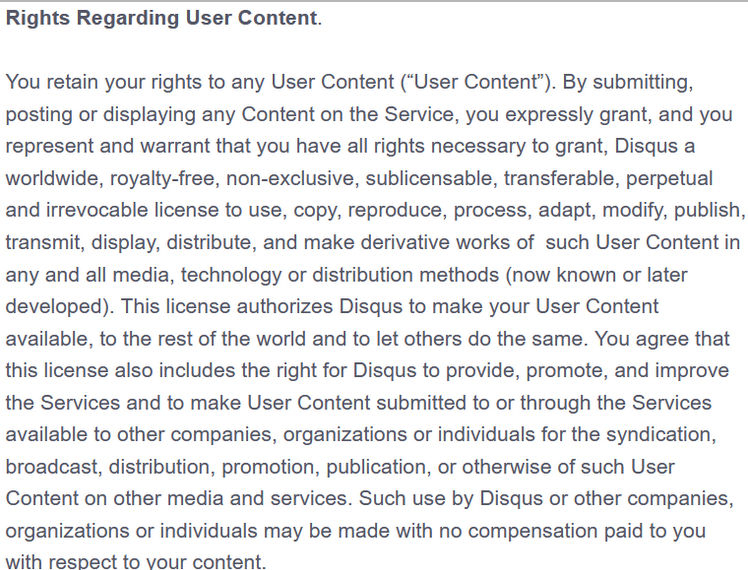 Rights Regarding User Content.
You retain your rights to any User Content (“User Content”). By submitting,
posting or displaying any Content on the Service, you expressly grant, and you
represent and warrant that you have all rights necessary to grant, Disqus a
worldwide, royalty-free, non-exclusive, sublicensable, transferable, perpetual
and irrevocable license to use, copy, reproduce, process, adapt, modify, publish,
transmit, display, distribute, and make derivative works of  such User Content in
any and all media, technology or distribution methods (now known or later
developed). This license authorizes Disqus to make your User Content
available, to the rest of the world and to let others do the same. You agree that
this license also includes the right for Disqus to provide, promote, and improve
the Services and to make User Content submitted to or through the Services
available to other companies, organizations or individuals for the syndication,
broadcast, distribution, promotion, publication, or otherwise of such User
Content on other media and services. Such use by Disqus or other companies,
organizations or individuals may be made with no compensation paid to you
with respect to your content.